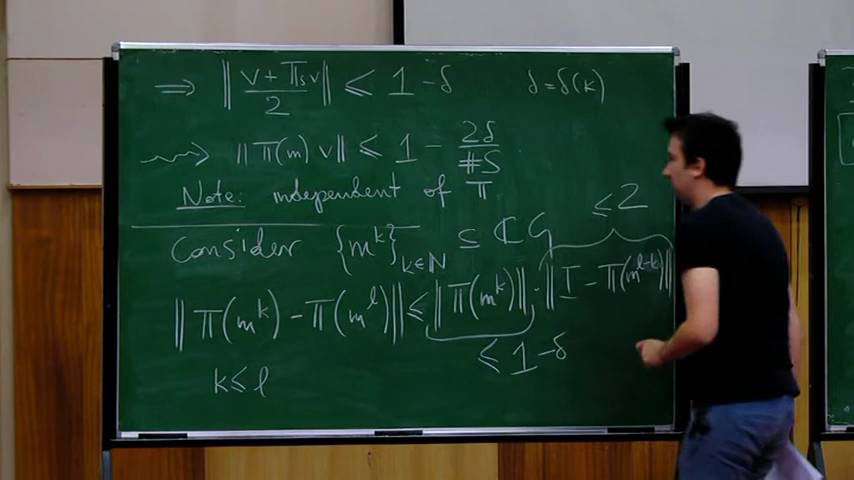 ⟹ ‖(v + π_s v)/2‖ ≤ 1 - δ    δ = δ(k)
⇝ ‖π(m) v‖ ≤ 1 - 2δ/#S
Note: independent of π
Consider {m^k}_{k∈ℕ} ⊆ ℂG
≤ 2
‖π(m^k) - π(m^l)‖ ≤ ‖π(m^k)‖ · ‖I - π(m^{l-k})‖
≤ 1 - δ
k ≤ l